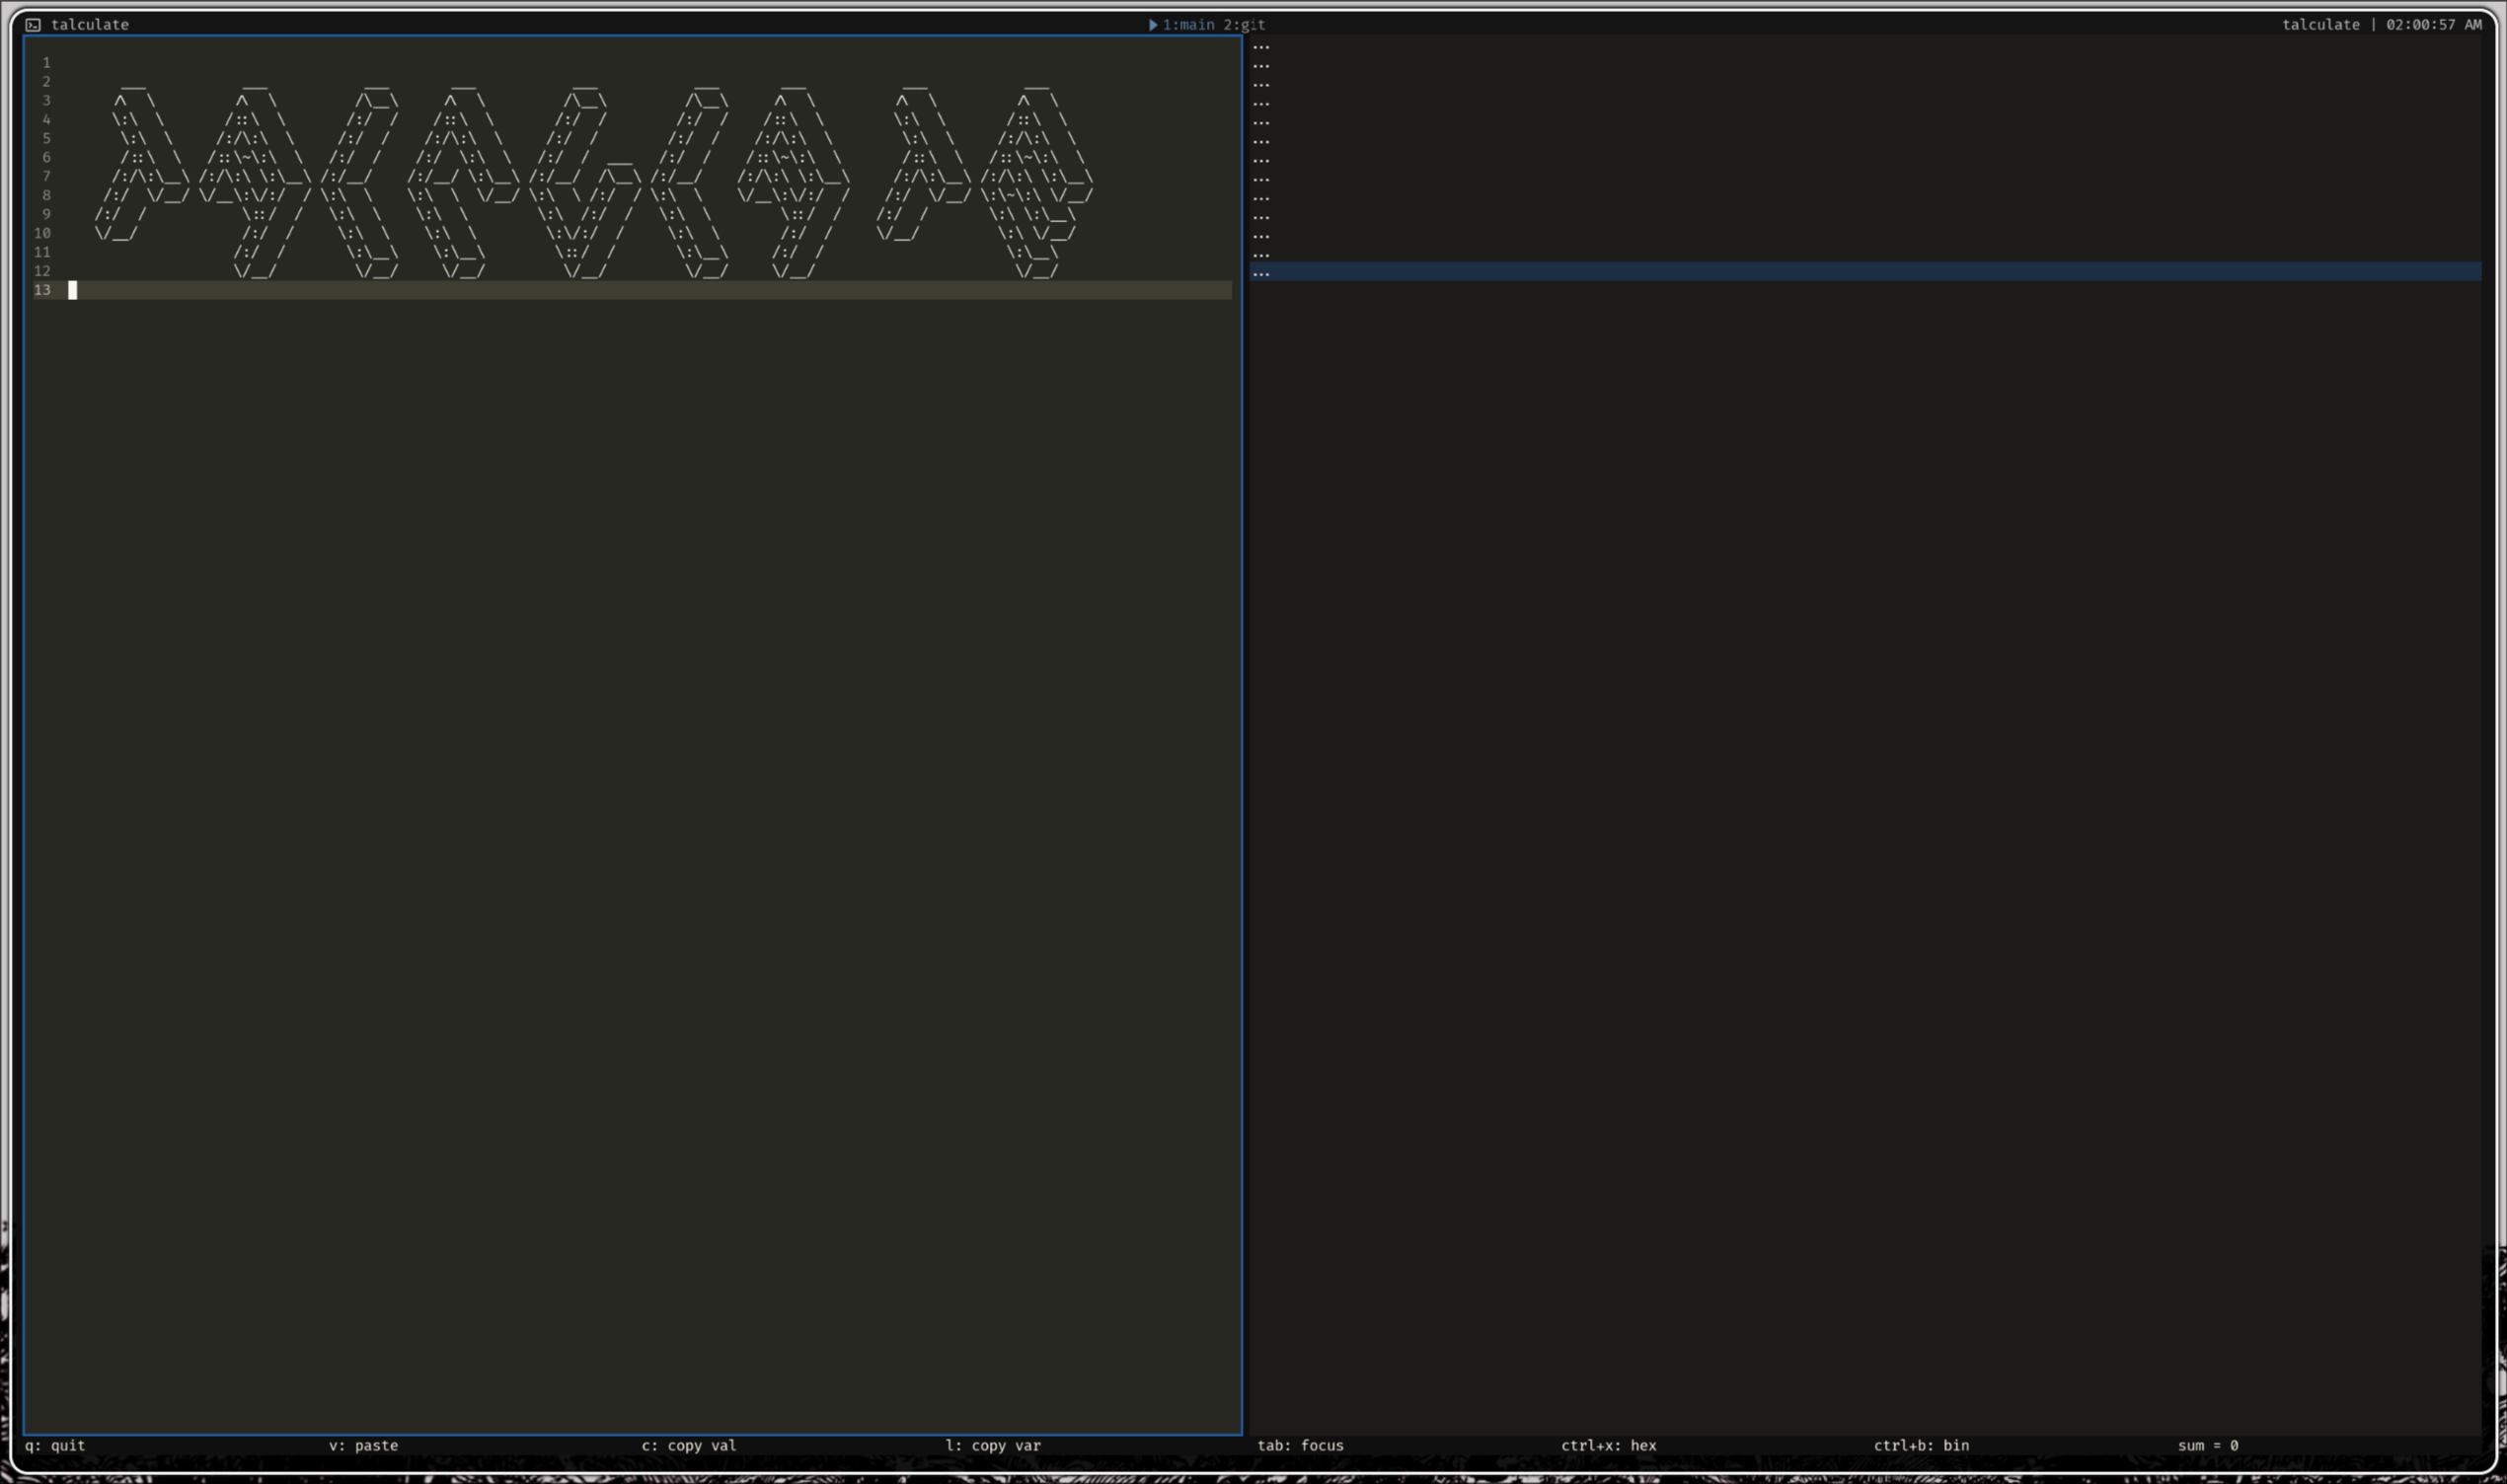 talculate
▶ 1:main 2:git
talculate | 02:00:57 AM
1
2
3
4
5
6
7
8
9
10
11
12
13
TALCULATE
...
...
...
...
...
...
...
...
...
...
...
...
...
q: quit
v: paste
c: copy val
l: copy var
tab: focus
ctrl+x: hex
ctrl+b: bin
sum = 0